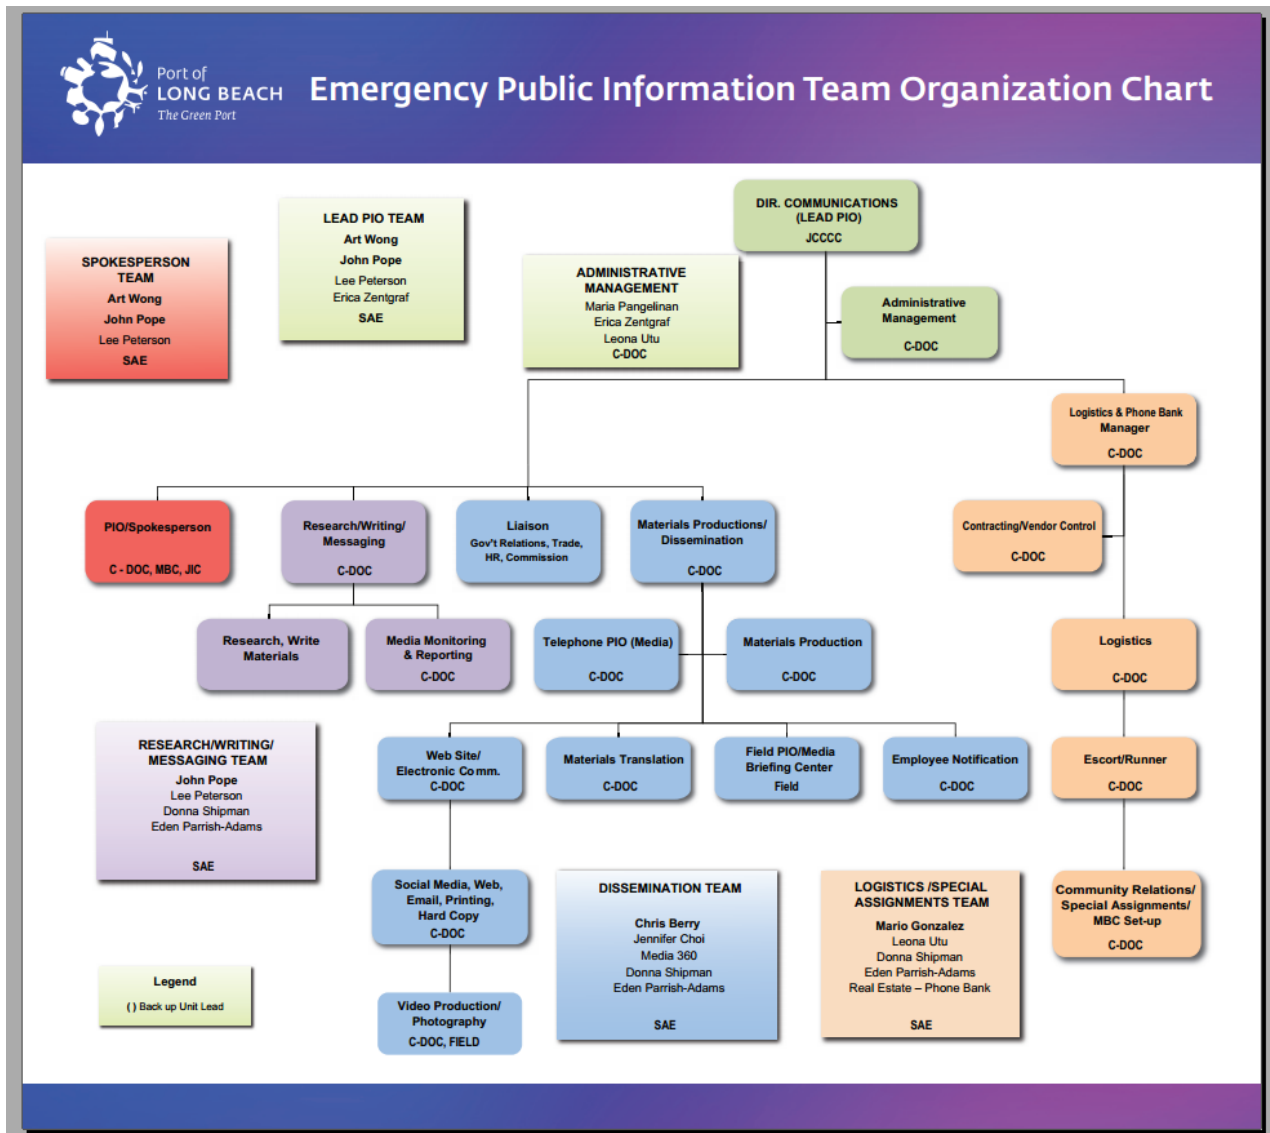 Port of
LONG BEACH
The Green Port
Emergency Public Information Team Organization Chart
DIR. COMMUNICATIONS
(LEAD PIO)
JCCCC
LEAD PIO TEAM
Art Wong
John Pope
Lee Peterson
Erica Zentgraf
SAE
SPOKESPERSON
TEAM
Art Wong
John Pope
Lee Peterson
SAE
ADMINISTRATIVE
MANAGEMENT
Maria Pangelinan
Erica Zentgraf
Leona Utu
C-DOC
Administrative
Management
C-DOC
Logistics & Phone Bank
Manager
C-DOC
PIO/Spokesperson
C - DOC, MBC, JIC
Research/Writing/
Messaging
C-DOC
Liaison
Gov't Relations, Trade,
HR, Commission
Materials Productions/
Dissemination
C-DOC
Contracting/Vendor Control
C-DOC
Research, Write
Materials
Media Monitoring
& Reporting
C-DOC
Telephone PIO (Media)
C-DOC
Materials Production
C-DOC
Logistics
C-DOC
RESEARCH/WRITING/
MESSAGING TEAM
John Pope
Lee Peterson
Donna Shipman
Eden Parrish-Adams
SAE
Web Site/
Electronic Comm.
C-DOC
Materials Translation
C-DOC
Field PIO/Media
Briefing Center
Field
Employee Notification
C-DOC
Escort/Runner
C-DOC
Social Media, Web,
Email, Printing,
Hard Copy
C-DOC
DISSEMINATION TEAM
Chris Berry
Jennifer Choi
Media 360
Donna Shipman
Eden Parrish-Adams
SAE
LOGISTICS /SPECIAL
ASSIGNMENTS TEAM
Mario Gonzalez
Leona Utu
Donna Shipman
Eden Parrish-Adams
Real Estate – Phone Bank
SAE
Community Relations/
Special Assignments/
MBC Set-up
C-DOC
Legend
( ) Back up Unit Lead
Video Production/
Photography
C-DOC, FIELD